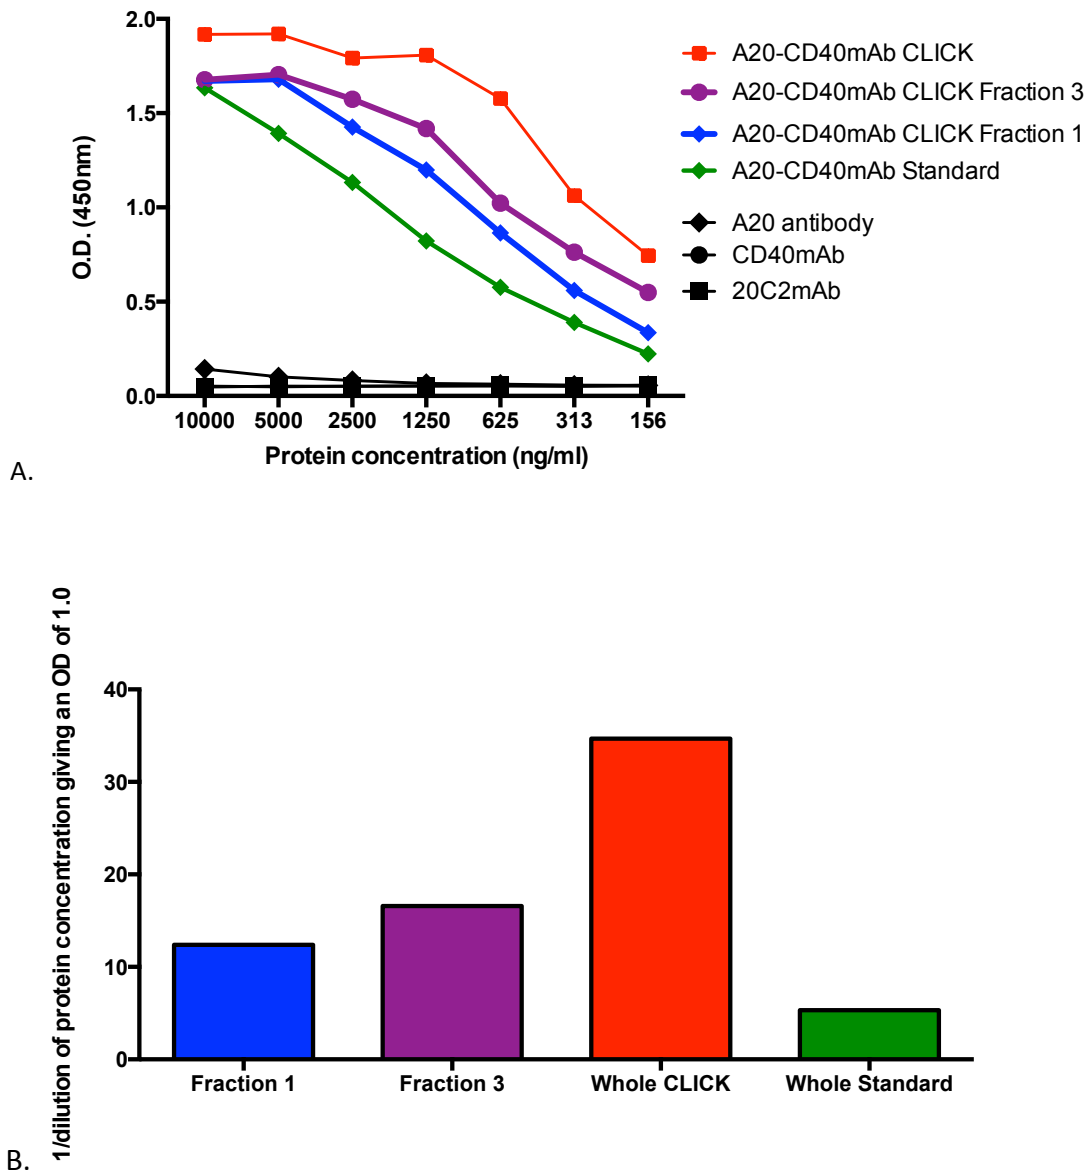 2.0
1.5
1.0
0.5
0.0
O.D. (450nm)
10000 5000 2500 1250 625 313 156
Protein concentration (ng/ml)
A20-CD40mAb CLICK
A20-CD40mAb CLICK Fraction 3
A20-CD40mAb CLICK Fraction 1
A20-CD40mAb Standard
A20 antibody
CD40mAb
20C2mAb
A.
1/dilution of protein concentration giving an OD of 1.0
40
30
20
10
0
Fraction 1 Fraction 3 Whole CLICK Whole Standard
B.